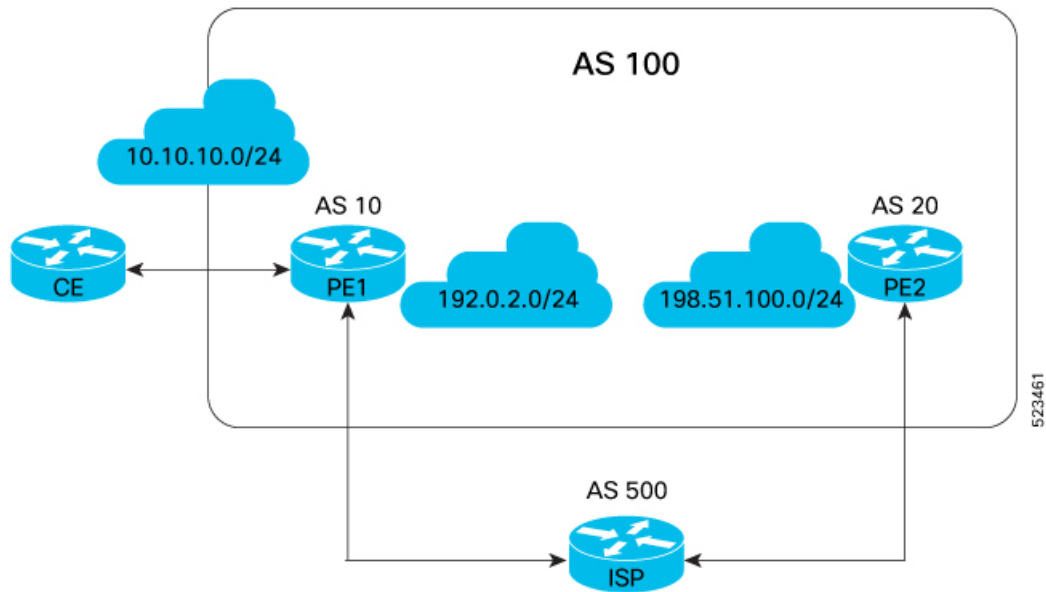 AS 100
10.10.10.0/24
AS 10
AS 20
CE
PE1
192.0.2.0/24
198.51.100.0/24
PE2
523461
AS 500
ISP